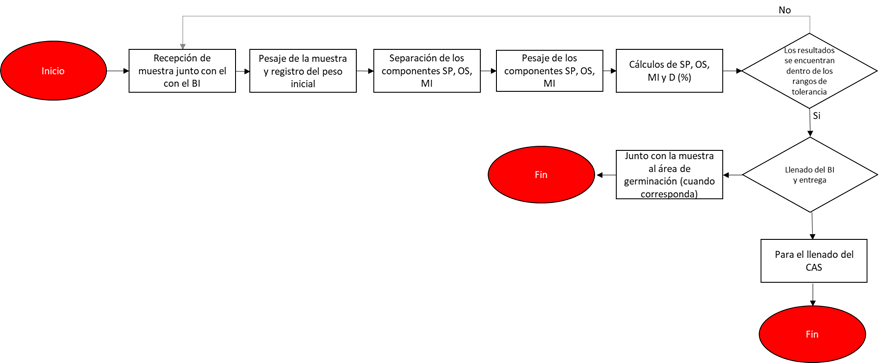 No
Inicio
Recepción de
muestra junto con el
con el BI
Pesaje de la muestra
y registro del peso
inicial
Separación de los
componentes SP, OS,
MI
Pesaje de los
componentes SP, OS,
MI
Cálculos de SP, OS,
MI y D (%)
Los resultados
se encuentran
dentro de los
rangos de
tolerancia
Si
Llenado del BI
y entrega
Junto con la muestra
al área de
germinación (cuando
corresponda)
Fin
Para el llenado del
CAS
Fin